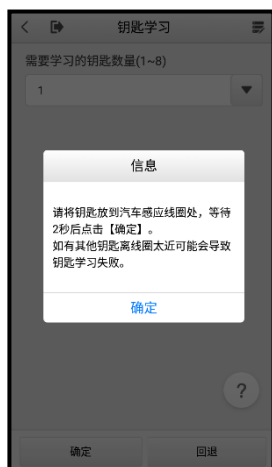 钥匙学习
需要学习的钥匙数量(1~8)
1
信息
请将钥匙放到汽车感应线圈处，等待
2秒后点击【确定】。
如有其他钥匙离线圈太近可能会导致
钥匙学习失败。
确定
?
确定 回退